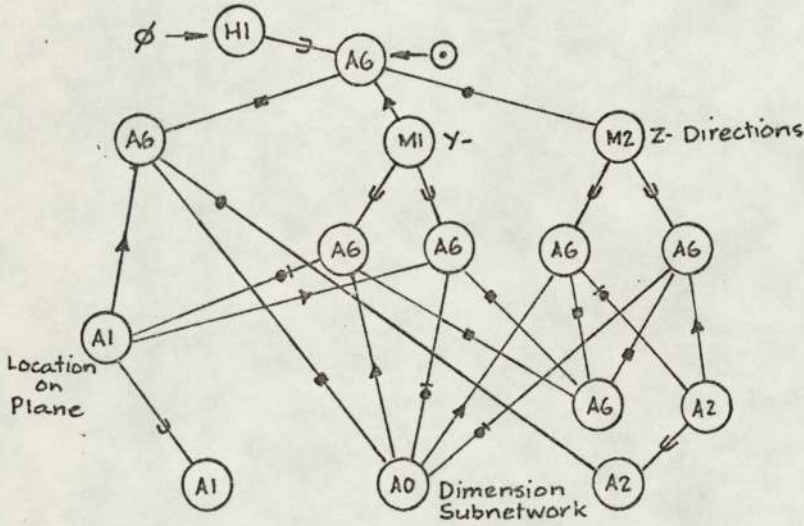 Ø
H1
A6
A6
M1
Y-
M2
Z- Directions
A6
A6
A6
A6
A1
Location
on
Plane
A6
A2
A1
A0
Dimension
Subnetwork
A2